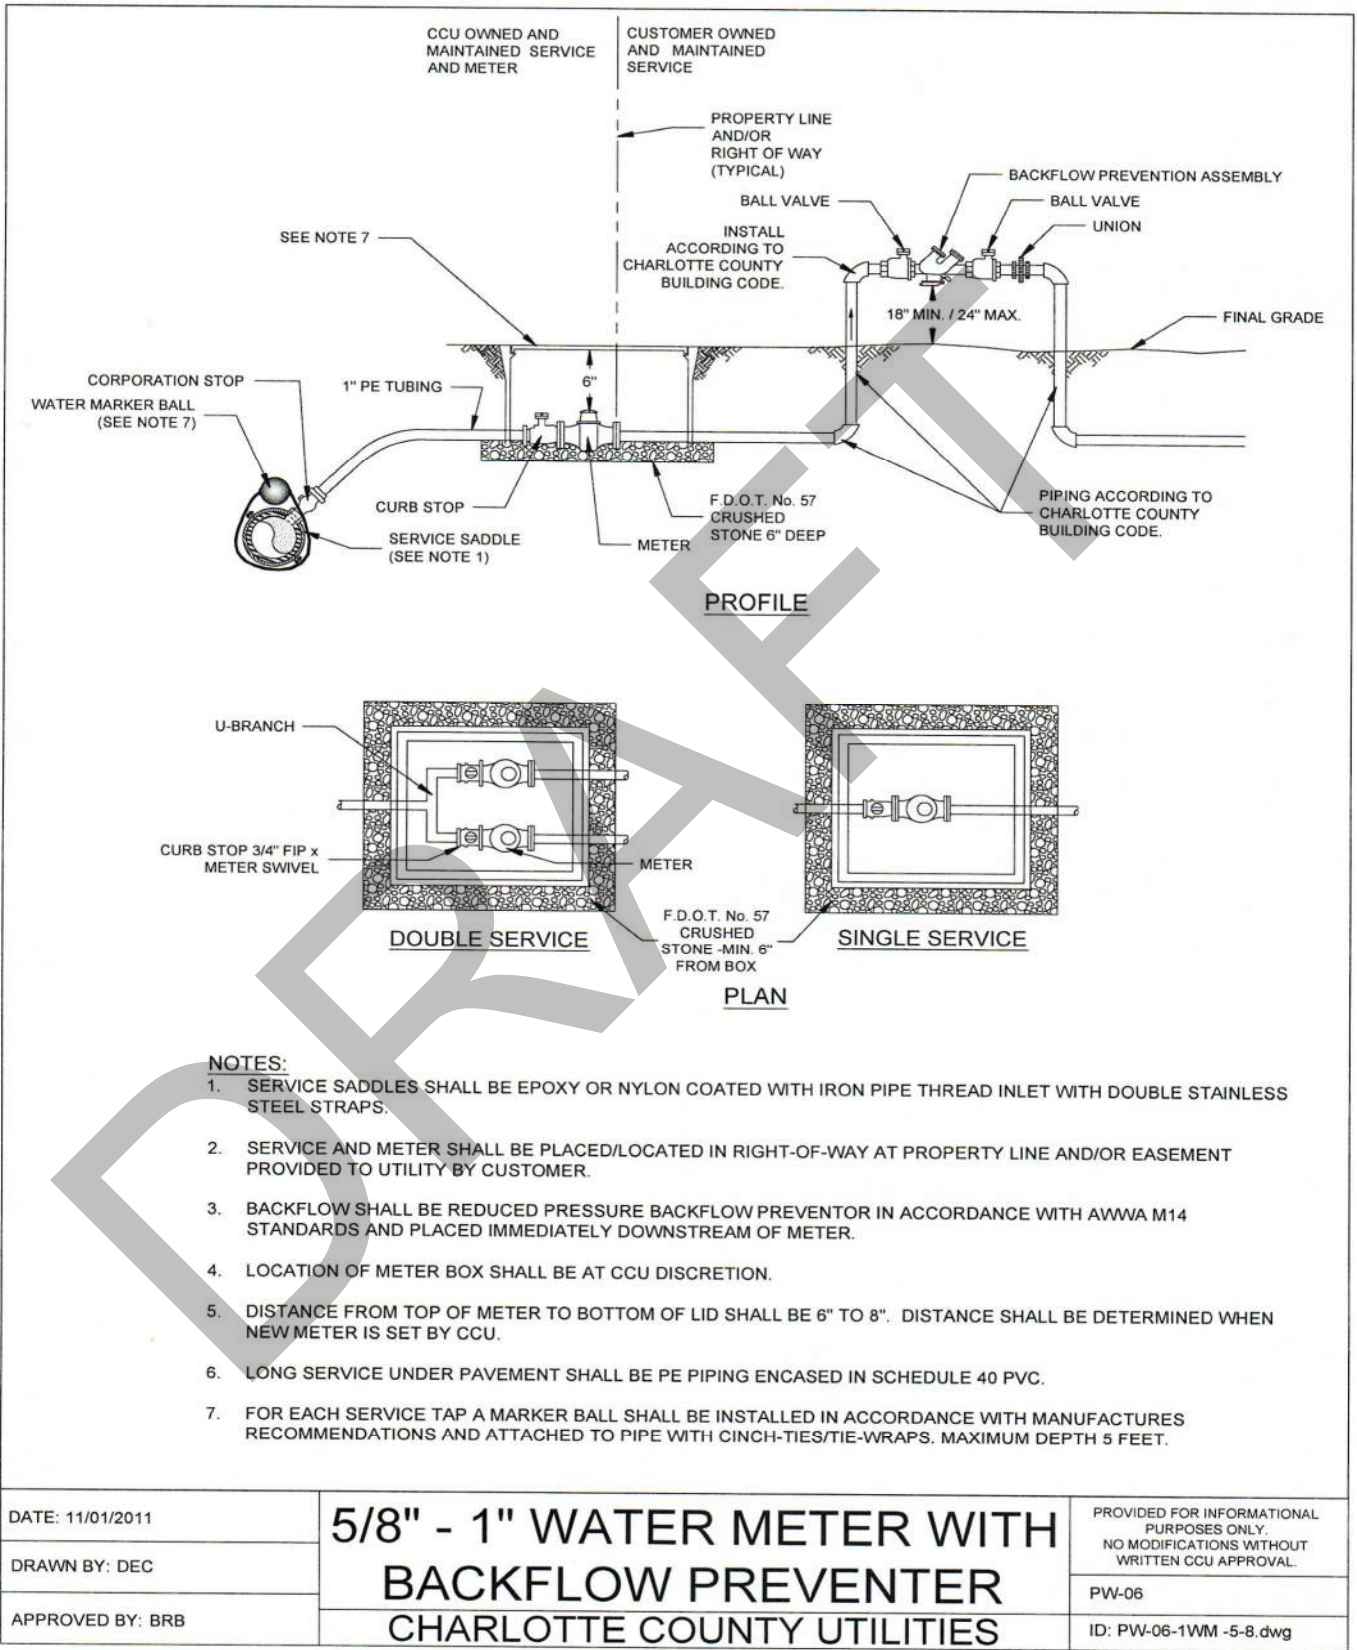 CCU OWNED AND
MAINTAINED SERVICE
AND METER
CUSTOMER OWNED
AND MAINTAINED
SERVICE
PROPERTY LINE
AND/OR
RIGHT OF WAY
(TYPICAL)
BACKFLOW PREVENTION ASSEMBLY
BALL VALVE
BALL VALVE
UNION
SEE NOTE 7
INSTALL
ACCORDING TO
CHARLOTTE COUNTY
BUILDING CODE.
18" MIN. / 24" MAX.
FINAL GRADE
CORPORATION STOP
1" PE TUBING
6"
WATER MARKER BALL
(SEE NOTE 7)
CURB STOP
F.D.O.T. No. 57
CRUSHED
STONE 6" DEEP
PIPING ACCORDING TO
CHARLOTTE COUNTY
BUILDING CODE.
SERVICE SADDLE
(SEE NOTE 1)
METER
PROFILE
U-BRANCH
CURB STOP 3/4" FIP x
METER SWIVEL
METER
F.D.O.T. No. 57
CRUSHED
STONE -MIN. 6"
FROM BOX
DOUBLE SERVICE
SINGLE SERVICE
PLAN
DRAFT
NOTES:
1. SERVICE SADDLES SHALL BE EPOXY OR NYLON COATED WITH IRON PIPE THREAD INLET WITH DOUBLE STAINLESS
STEEL STRAPS.
2. SERVICE AND METER SHALL BE PLACED/LOCATED IN RIGHT-OF-WAY AT PROPERTY LINE AND/OR EASEMENT
PROVIDED TO UTILITY BY CUSTOMER.
3. BACKFLOW SHALL BE REDUCED PRESSURE BACKFLOW PREVENTOR IN ACCORDANCE WITH AWWA M14
STANDARDS AND PLACED IMMEDIATELY DOWNSTREAM OF METER.
4. LOCATION OF METER BOX SHALL BE AT CCU DISCRETION.
5. DISTANCE FROM TOP OF METER TO BOTTOM OF LID SHALL BE 6" TO 8". DISTANCE SHALL BE DETERMINED WHEN
NEW METER IS SET BY CCU.
6. LONG SERVICE UNDER PAVEMENT SHALL BE PE PIPING ENCASED IN SCHEDULE 40 PVC.
7. FOR EACH SERVICE TAP A MARKER BALL SHALL BE INSTALLED IN ACCORDANCE WITH MANUFACTURES
RECOMMENDATIONS AND ATTACHED TO PIPE WITH CINCH-TIES/TIE-WRAPS. MAXIMUM DEPTH 5 FEET.
DATE: 11/01/2011
DRAWN BY: DEC
APPROVED BY: BRB
5/8" - 1" WATER METER WITH
BACKFLOW PREVENTER
CHARLOTTE COUNTY UTILITIES
PROVIDED FOR INFORMATIONAL
PURPOSES ONLY.
NO MODIFICATIONS WITHOUT
WRITTEN CCU APPROVAL.
PW-06
ID: PW-06-1WM -5-8.dwg